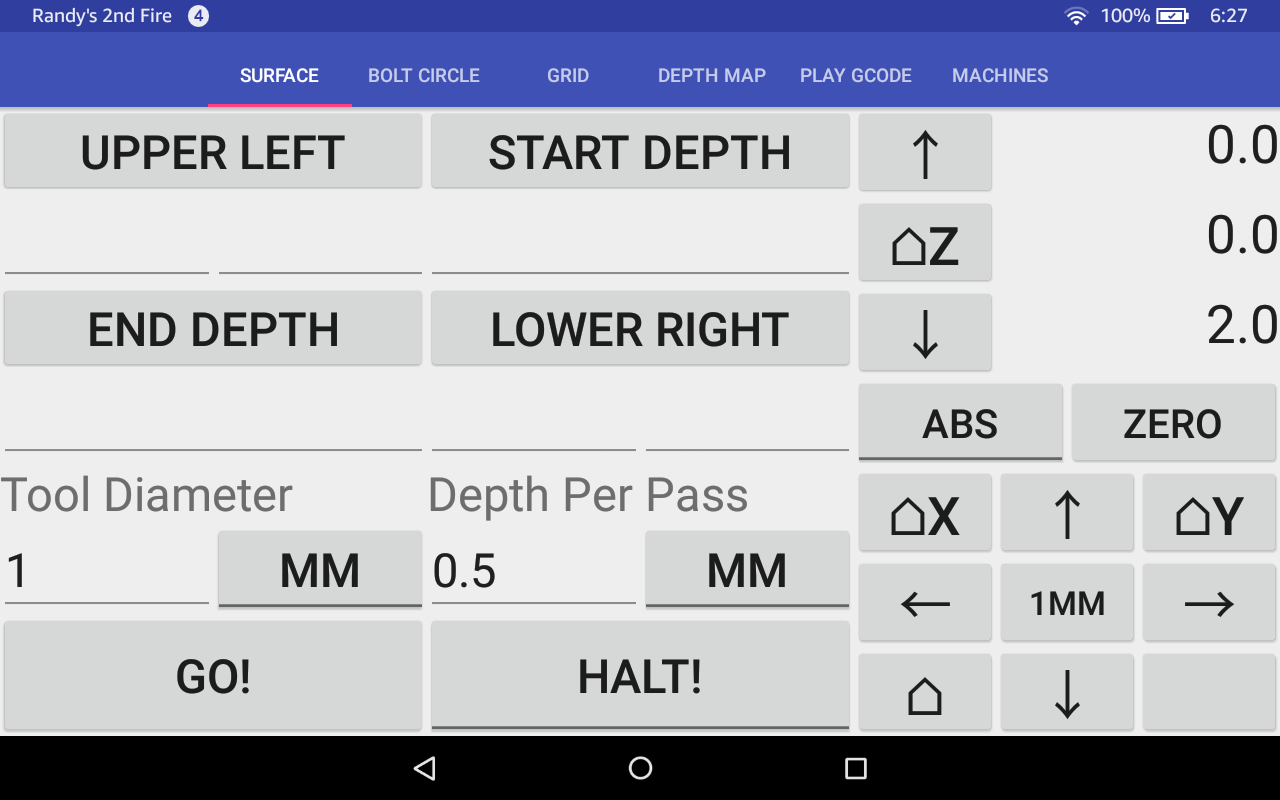 Randy's 2nd Fire 4 100% 6:27
SURFACE BOLT CIRCLE GRID DEPTH MAP PLAY GCODE MACHINES
UPPER LEFT START DEPTH ↑ 0.0
⌂Z 0.0
END DEPTH LOWER RIGHT ↓ 2.0
ABS ZERO
Tool Diameter Depth Per Pass ⌂X ↑ ⌂Y
1 MM 0.5 MM ← 1MM →
GO! HALT! ⌂ ↓